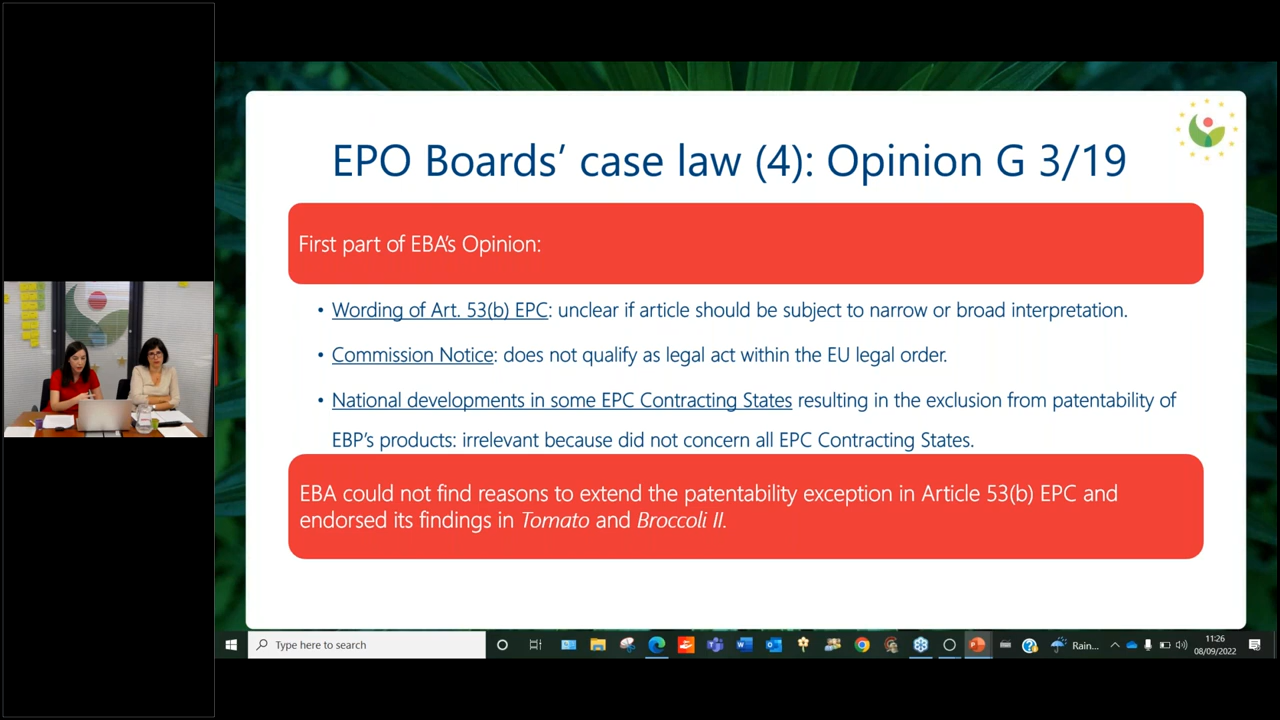 EPO Boards’ case law (4): Opinion G 3/19
First part of EBA’s Opinion:
• Wording of Art. 53(b) EPC: unclear if article should be subject to narrow or broad interpretation.
• Commission Notice: does not qualify as legal act within the EU legal order.
• National developments in some EPC Contracting States resulting in the exclusion from patentability of
EBP’s products: irrelevant because did not concern all EPC Contracting States.
EBA could not find reasons to extend the patentability exception in Article 53(b) EPC and
endorsed its findings in Tomato and Broccoli II.
Type here to search
Rain...
11:26
08/09/2022